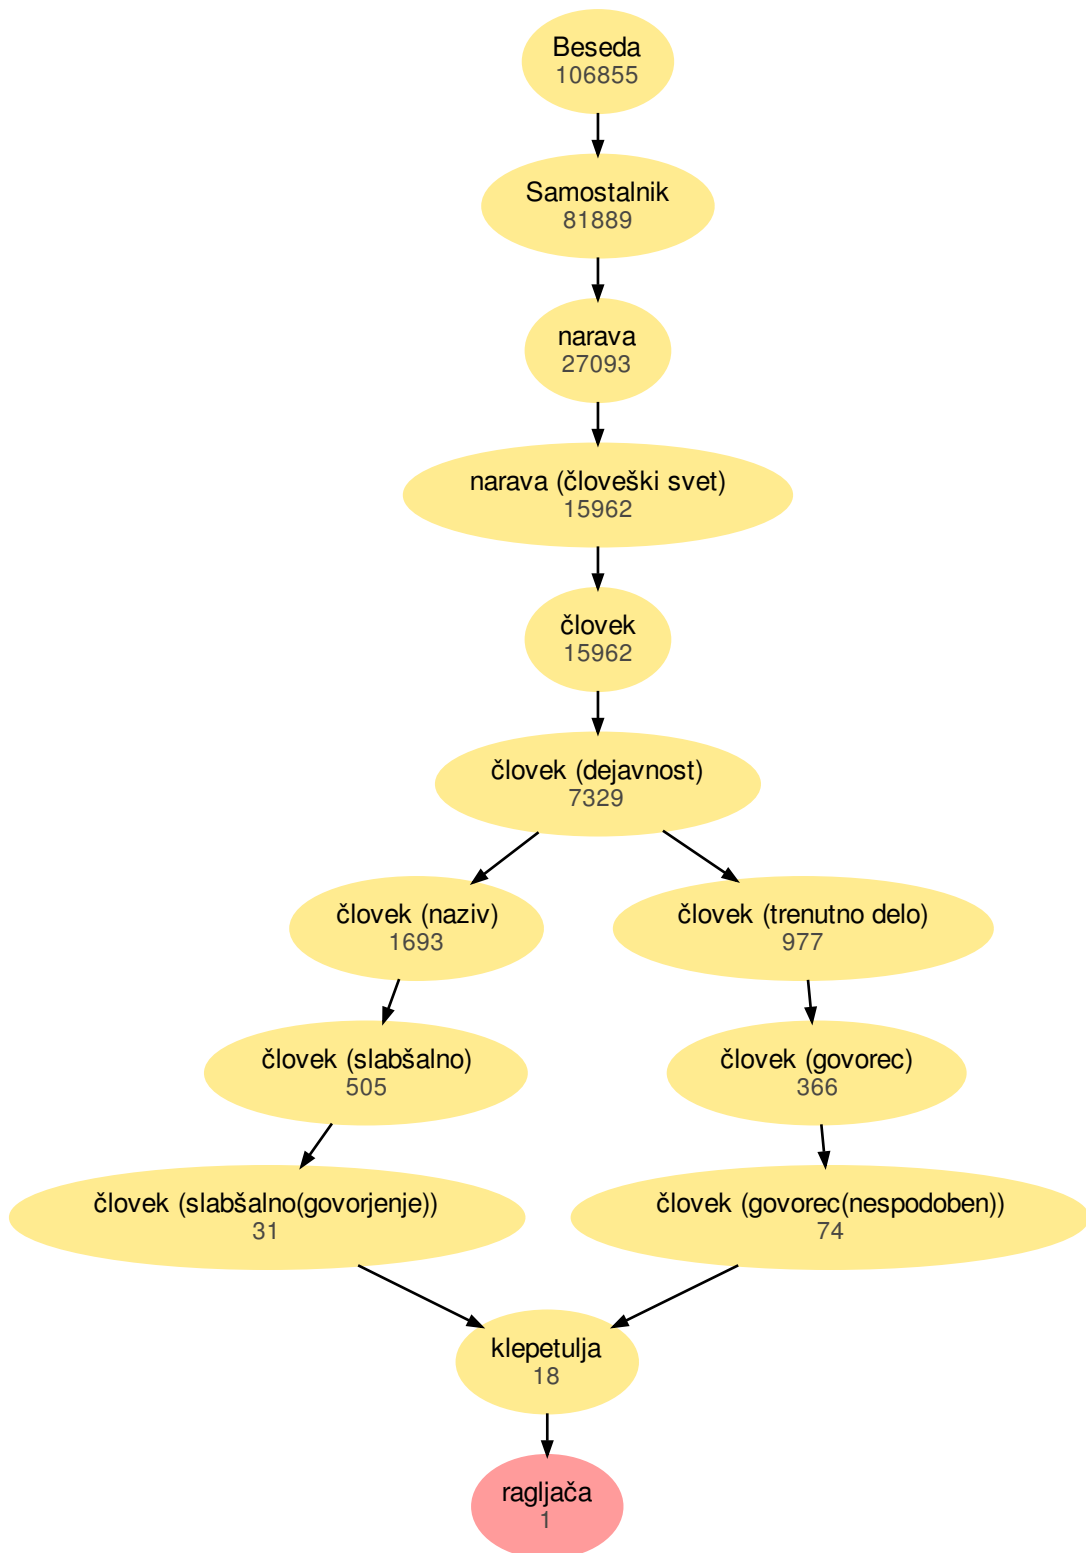 Beseda
106855
Samostalnik
81889
narava
27093
narava (človeški svet)
15962
človek
15962
človek (dejavnost)
7329
človek (naziv)
1693
človek (trenutno delo)
977
človek (slabšalno)
505
človek (govorec)
366
človek (slabšalno(govorjenje))
31
človek (govorec(nespodoben))
74
klepetulja
18
ragljača
1